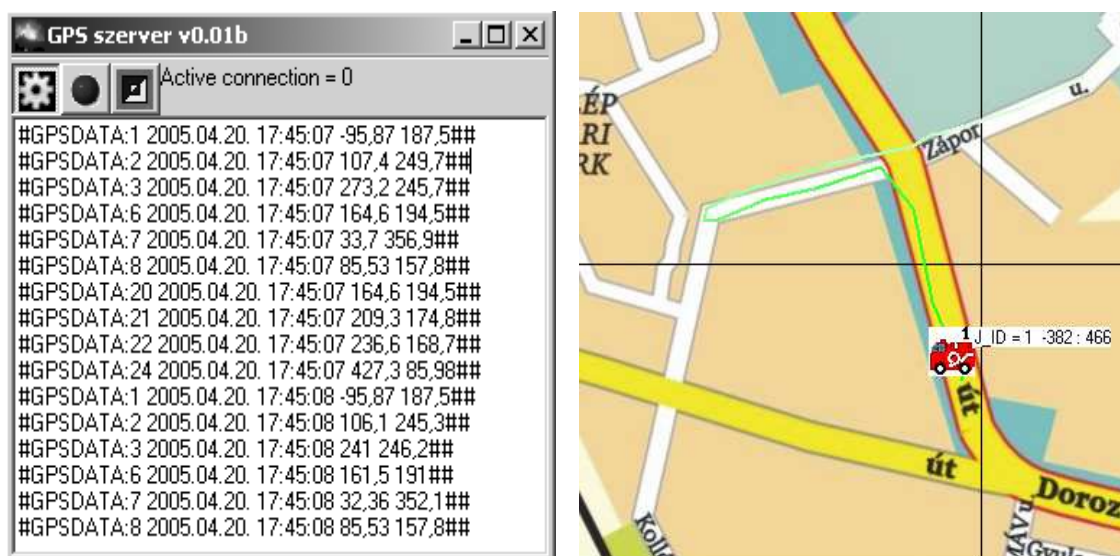 GPS szerver v0.01b
Active connection = 0
#GPSDATA:1 2005.04.20. 17:45:07 -95,87 187,5##
#GPSDATA:2 2005.04.20. 17:45:07 107,4 249,7##
#GPSDATA:3 2005.04.20. 17:45:07 273,2 245,7##
#GPSDATA:6 2005.04.20. 17:45:07 164,6 194,5##
#GPSDATA:7 2005.04.20. 17:45:07 33,7 356,9##
#GPSDATA:8 2005.04.20. 17:45:07 85,53 157,8##
#GPSDATA:20 2005.04.20. 17:45:07 164,6 194,5##
#GPSDATA:21 2005.04.20. 17:45:07 209,3 174,8##
#GPSDATA:22 2005.04.20. 17:45:07 236,6 168,7##
#GPSDATA:24 2005.04.20. 17:45:07 427,3 85,98##
#GPSDATA:1 2005.04.20. 17:45:08 -95,87 187,5##
#GPSDATA:2 2005.04.20. 17:45:08 106,1 245,3##
#GPSDATA:3 2005.04.20. 17:45:08 241 246,2##
#GPSDATA:6 2005.04.20. 17:45:08 161,5 191##
#GPSDATA:7 2005.04.20. 17:45:08 32,36 352,1##
#GPSDATA:8 2005.04.20. 17:45:08 85,53 157,8##
ÉP
RI
RK
u.
Zápor
1 J_ID = 1 -382 : 466
út
út
Doroz
MÁV u.
Gyula